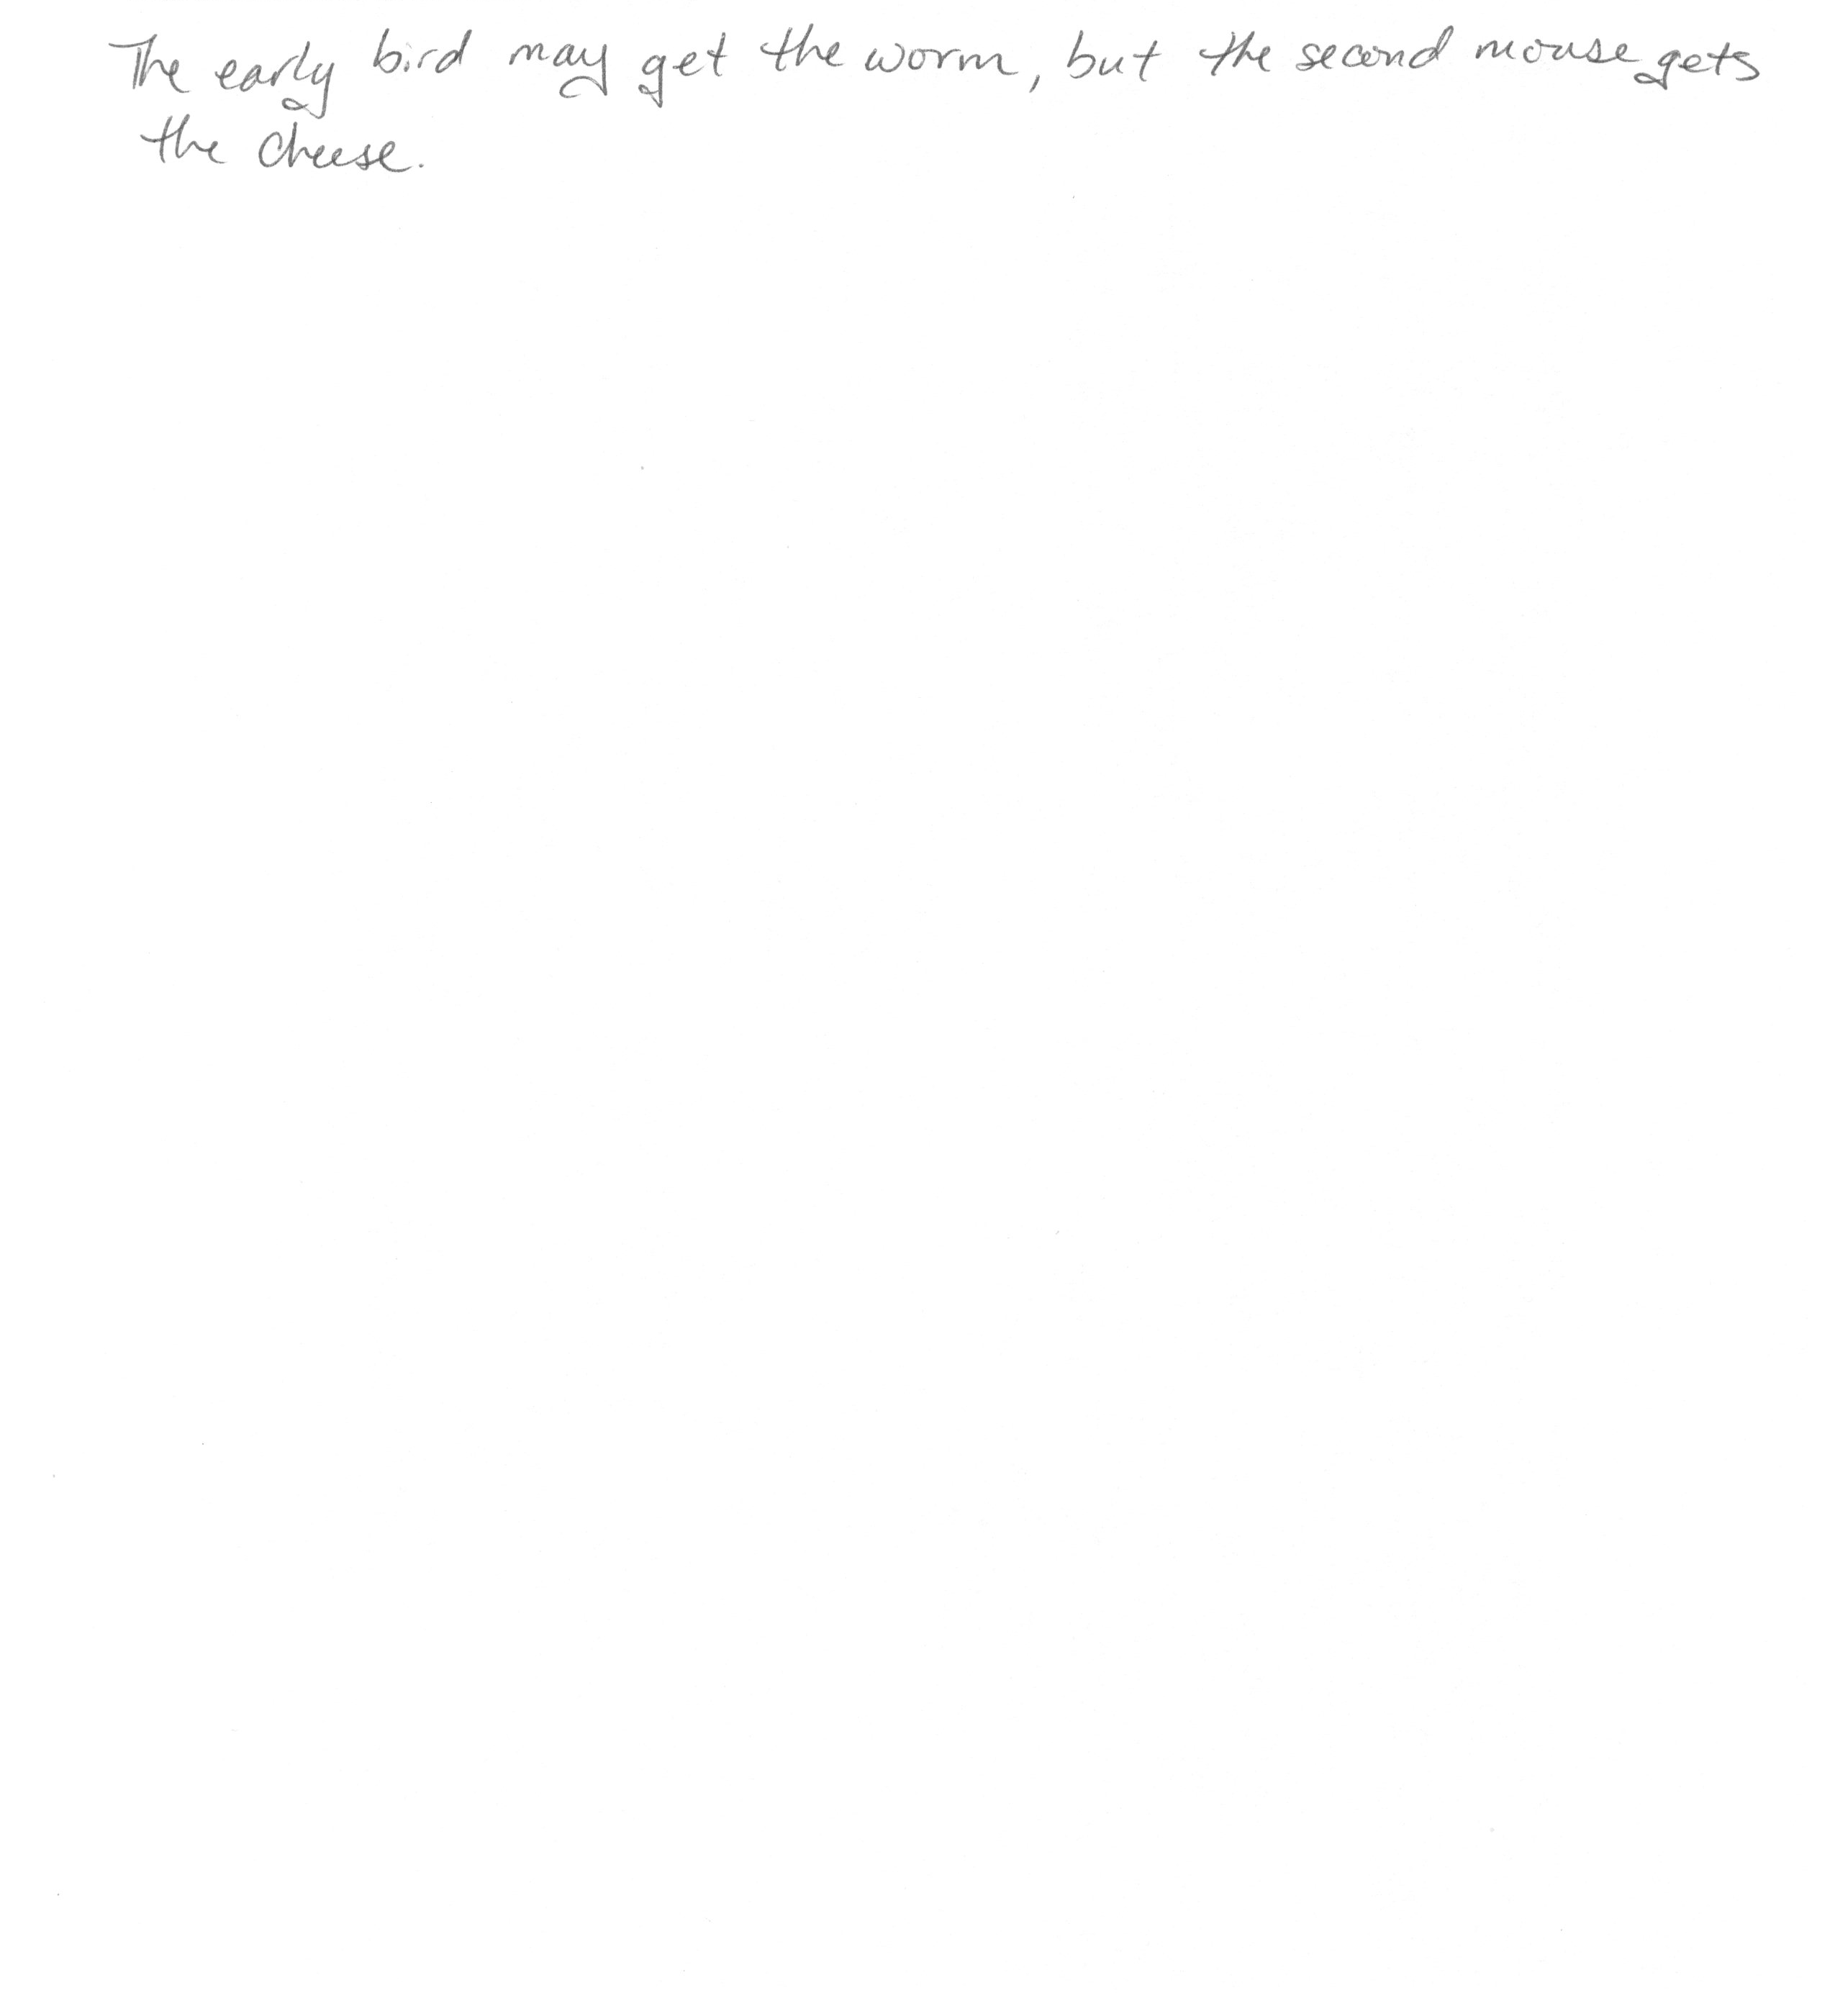 The early bird may get the worm, but the second mouse gets
the cheese.